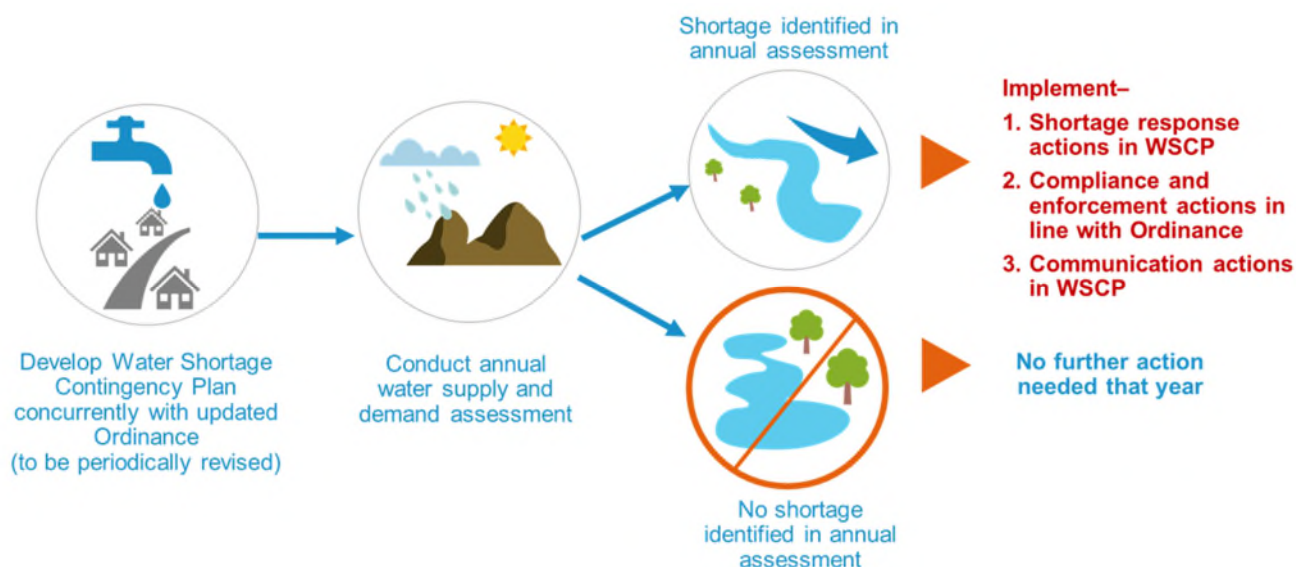 Develop Water Shortage
Contingency Plan
concurrently with updated
Ordinance
(to be periodically revised)
Conduct annual
water supply and
demand assessment
Shortage identified in
annual assessment
Implement–
1. Shortage response
actions in WSCP
2. Compliance and
enforcement actions in
line with Ordinance
3. Communication actions
in WSCP
No shortage
identified in annual
assessment
No further action
needed that year